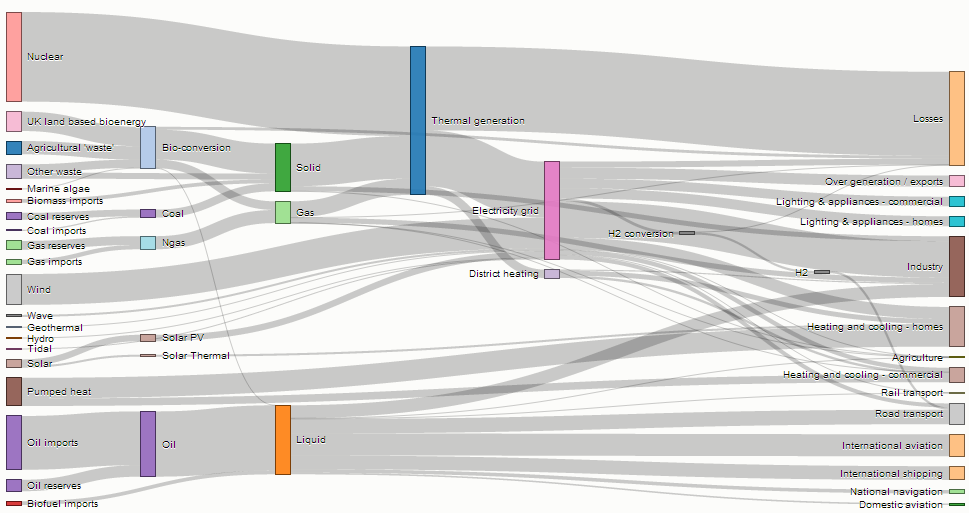 Nuclear
UK land based bioenergy
Agricultural 'waste'
Other waste
Marine algae
Biomass imports
Coal reserves
Coal imports
Gas reserves
Gas imports
Wind
Wave
Geothermal
Hydro
Tidal
Solar
Pumped heat
Oil imports
Oil reserves
Biofuel imports
Bio-conversion
Coal
Ngas
Solar PV
Solar Thermal
Oil
Solid
Gas
Liquid
Thermal generation
Electricity grid
District heating
H2 conversion
H2
Losses
Over generation / exports
Lighting & appliances - commercial
Lighting & appliances - homes
Industry
Heating and cooling - homes
Agriculture
Heating and cooling - commercial
Rail transport
Road transport
International aviation
International shipping
National navigation
Domestic aviation